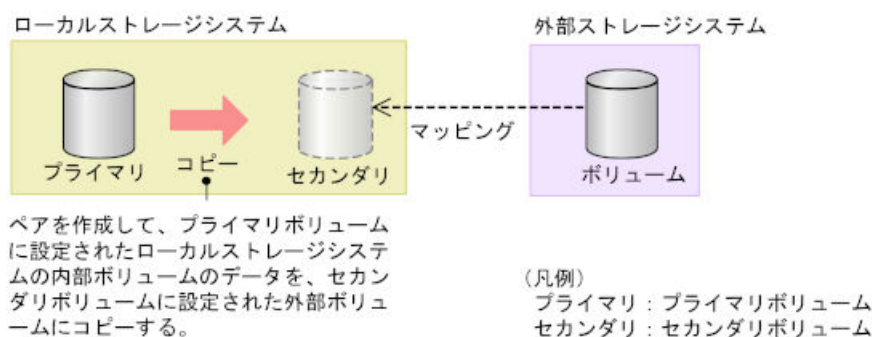 ローカルストレージシステム
外部ストレージシステム
プライマリ
コピー
セカンダリ
マッピング
ボリューム
ペアを作成して、プライマリボリューム
に設定されたローカルストレージシステ
ムの内部ボリュームのデータを、セカン
ダリボリュームに設定された外部ボリュ
ームにコピーする。
（凡例）
プライマリ：プライマリボリューム
セカンダリ：セカンダリボリューム